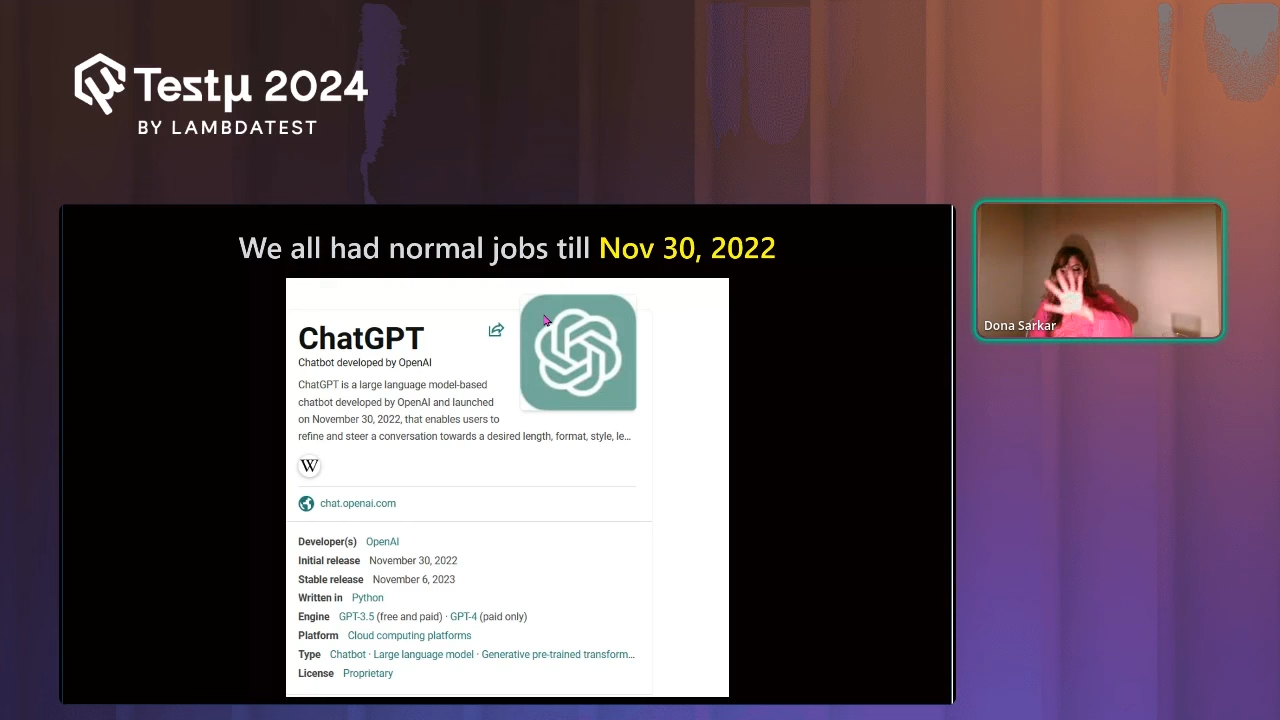 Testμ 2024
BY LAMBDATEST
We all had normal jobs till Nov 30, 2022
ChatGPT
Chatbot developed by OpenAI
ChatGPT is a large language model-based
chatbot developed by OpenAI and launched
on November 30, 2022, that enables users to
refine and steer a conversation towards a desired length, format, style, le...
W
chat.openai.com
Developer(s) OpenAI
Initial release November 30, 2022
Stable release November 6, 2023
Written in Python
Engine GPT-3.5 (free and paid) · GPT-4 (paid only)
Platform Cloud computing platforms
Type Chatbot · Large language model · Generative pre-trained transform...
License Proprietary
Dona Sarkar